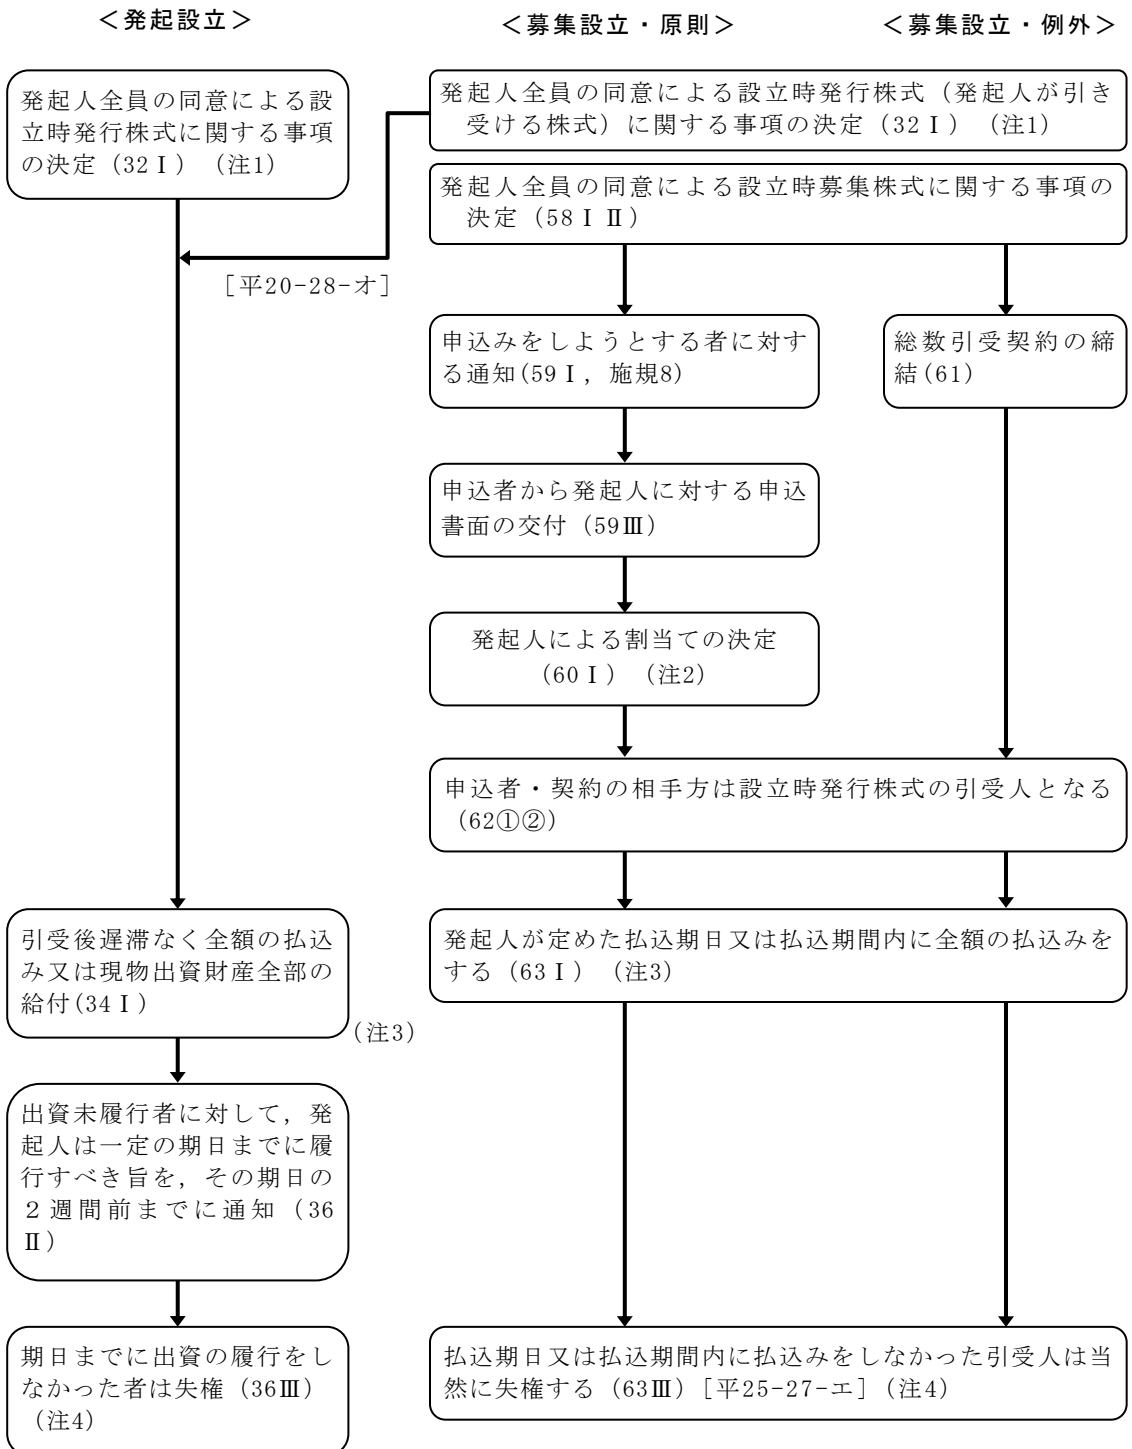 ＜発起設立＞
＜募集設立・原則＞
＜募集設立・例外＞
発起人全員の同意による設
立時発行株式に関する事項
の決定（32Ⅰ）（注1）
発起人全員の同意による設立時発行株式（発起人が引き
受ける株式）に関する事項の決定（32Ⅰ）（注1）
発起人全員の同意による設立時募集株式に関する事項の
決定（58ⅠⅡ）
［平20-28-オ］
申込みをしようとする者に対す
る通知(59Ⅰ，施規8)
総数引受契約の締
結(61)
申込者から発起人に対する申込
書面の交付（59Ⅲ）
発起人による割当ての決定
（60Ⅰ）（注2）
申込者・契約の相手方は設立時発行株式の引受人となる
（62①②）
引受後遅滞なく全額の払込
み又は現物出資財産全部の
給付(34Ⅰ)
（注3）
発起人が定めた払込期日又は払込期間内に全額の払込みを
する（63Ⅰ）（注3）
出資未履行者に対して，発
起人は一定の期日までに履
行すべき旨を，その期日の
２週間前までに通知（36
Ⅱ）
期日までに出資の履行をし
なかった者は失権（36Ⅲ）
（注4）
払込期日又は払込期間内に払込みをしなかった引受人は当
然に失権する（63Ⅲ）［平25-27-エ］（注4）